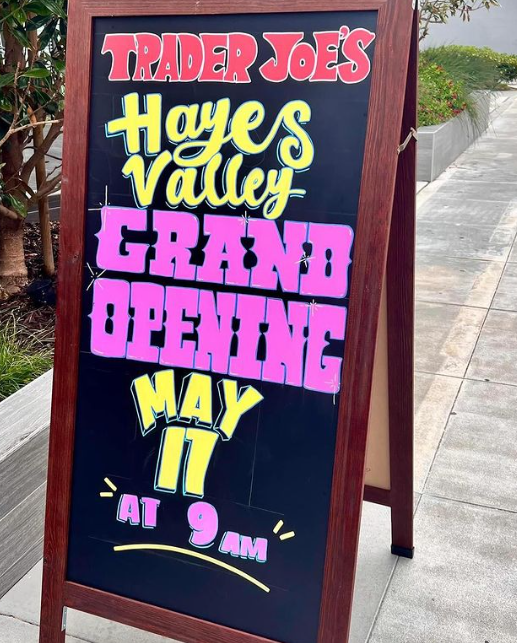 TRADER JOE'S
Hayes
Valley
GRAND
OPENING
MAY
17
AT 9 AM